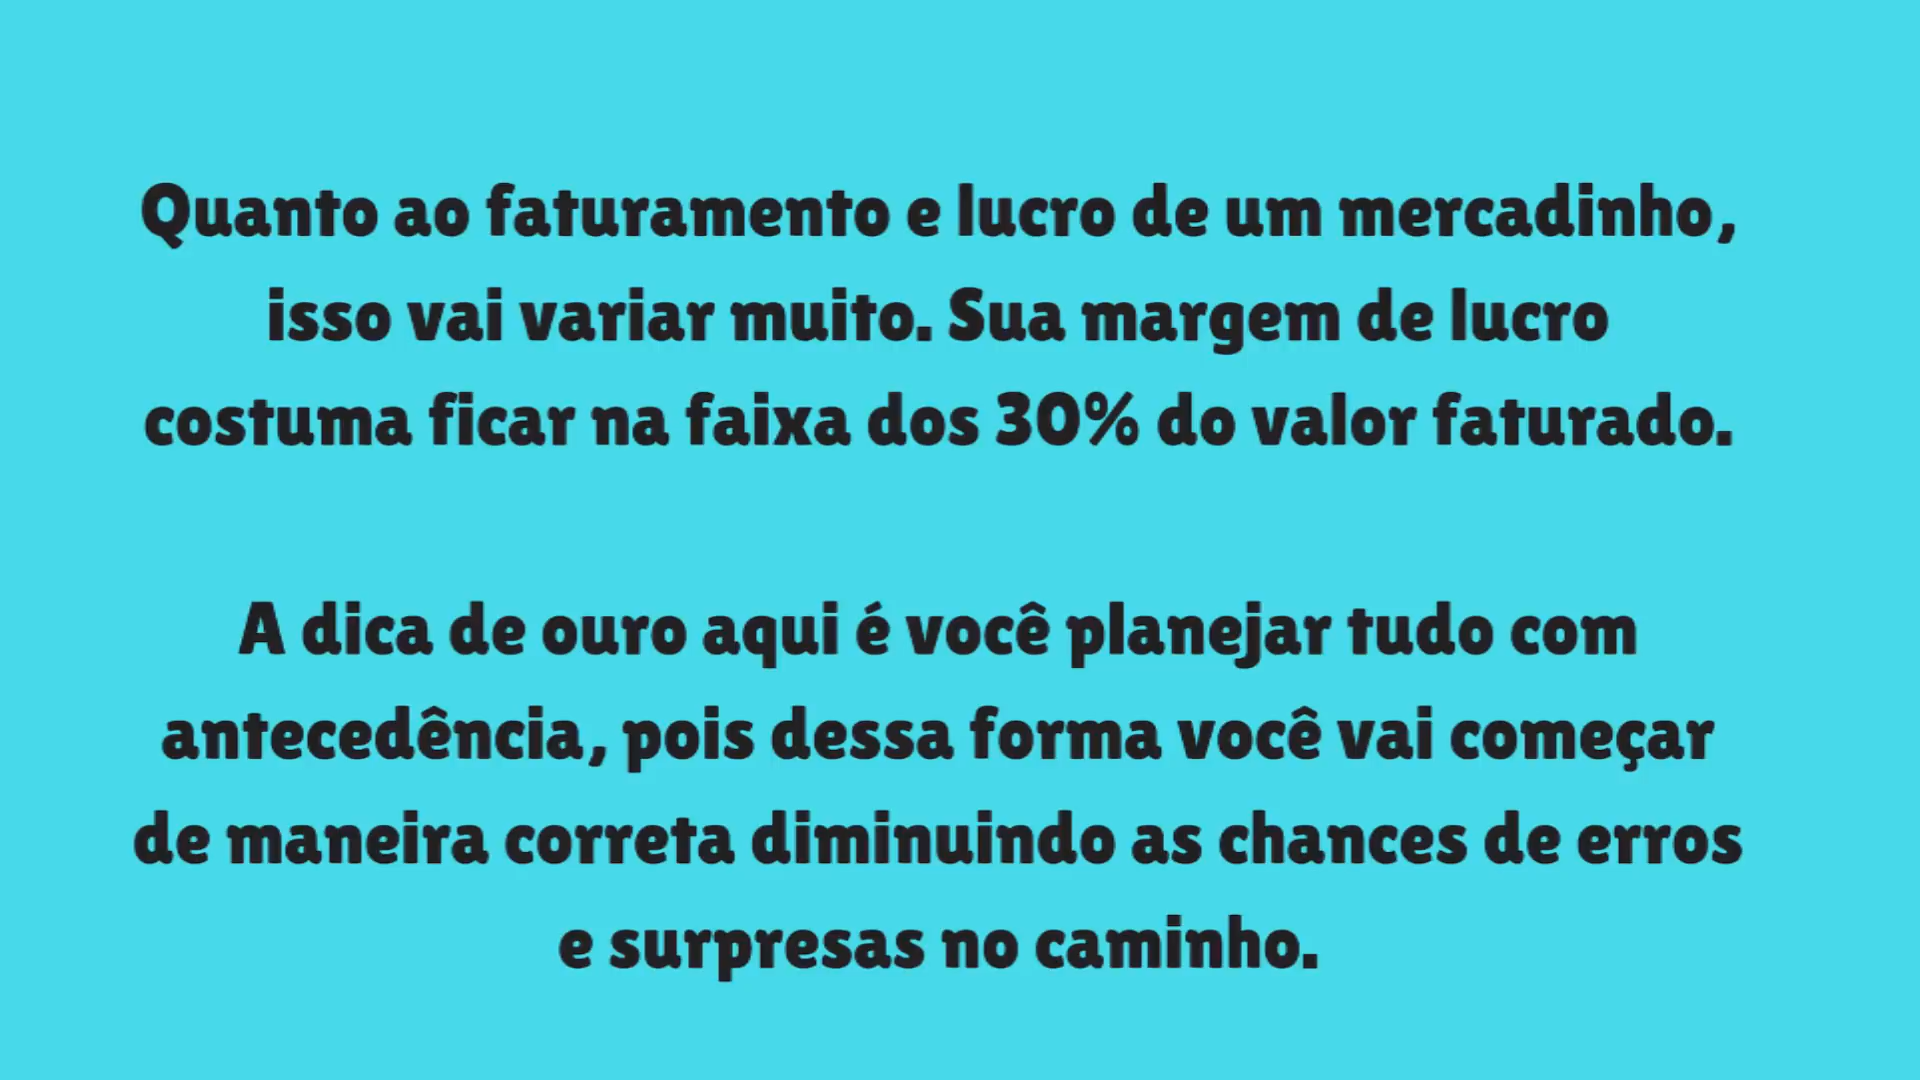 Quanto ao faturamento e lucro de um mercadinho,
isso vai variar muito. Sua margem de lucro
costuma ficar na faixa dos 30% do valor faturado.
A dica de ouro aqui é você planejar tudo com
antecedência, pois dessa forma você vai começar
de maneira correta diminuindo as chances de erros
e surpresas no caminho.